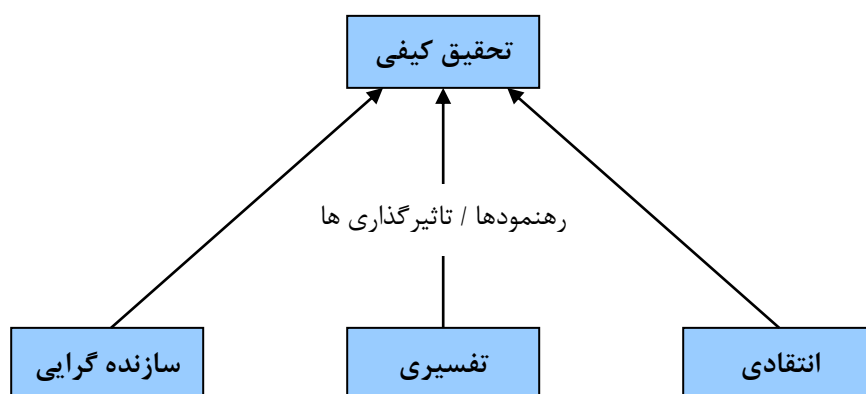 تحقیق کیفی
رهنمودها / تاثیرگذاری ها
انتقادی
تفسیری
سازنده گرایی